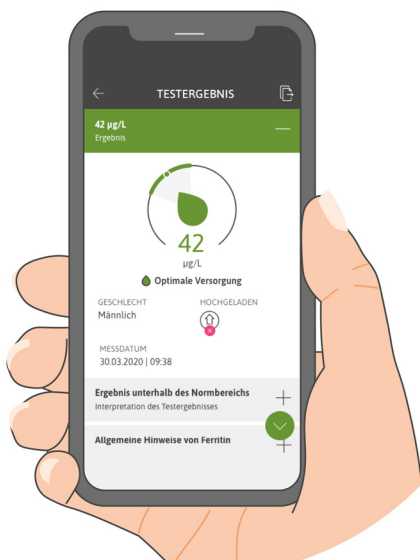 TESTERGEBNIS
42 µg/L
Ergebnis
42
µg/L
Optimale Versorgung
GESCHLECHT
Männlich
HOCHGELADEN
MESSDATUM
30.03.2020 | 09:38
Ergebnis unterhalb des Normbereichs
Interpretation des Testergebnisses
Allgemeine Hinweise von Ferritin